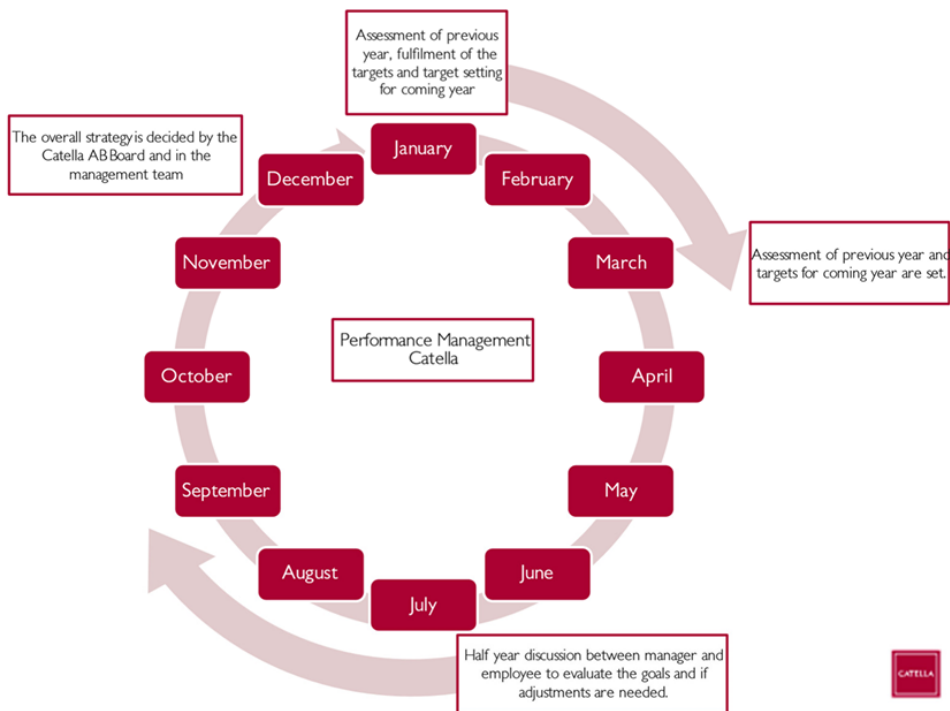 Assessment of previous
year, fulfilment of the
targets and target setting
for coming year
The overall strategy is decided by the
Catella AB Board and in the
management team
January
December
February
November
March
Assessment of previous year and
targets for coming year are set.
Performance Management
Catella
October
April
September
May
August
June
July
Half year discussion between manager and
employee to evaluate the goals and if
adjustments are needed.
CATELLA